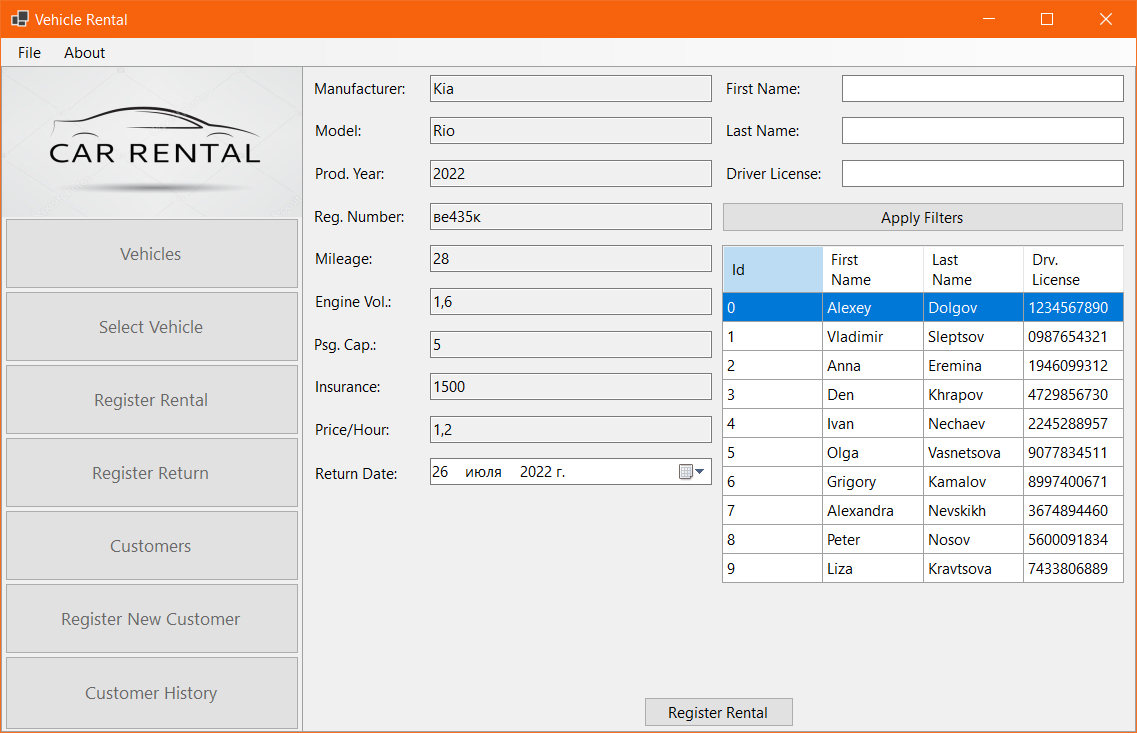 Vehicle Rental
File About
CAR RENTAL
Vehicles
Select Vehicle
Register Rental
Register Return
Customers
Register New Customer
Customer History
Manufacturer: Kia
Model: Rio
Prod. Year: 2022
Reg. Number: ве435к
Mileage: 28
Engine Vol.: 1,6
Psg. Cap.: 5
Insurance: 1500
Price/Hour: 1,2
Return Date: 26 июля 2022 г.
First Name:
Last Name:
Driver License:
Apply Filters
Id First Name Last Name Drv. License
0 Alexey Dolgov 1234567890
1 Vladimir Sleptsov 0987654321
2 Anna Eremina 1946099312
3 Den Khrapov 4729856730
4 Ivan Nechaev 2245288957
5 Olga Vasnetsova 9077834511
6 Grigory Kamalov 8997400671
7 Alexandra Nevskikh 3674894460
8 Peter Nosov 5600091834
9 Liza Kravtsova 7433806889
Register Rental